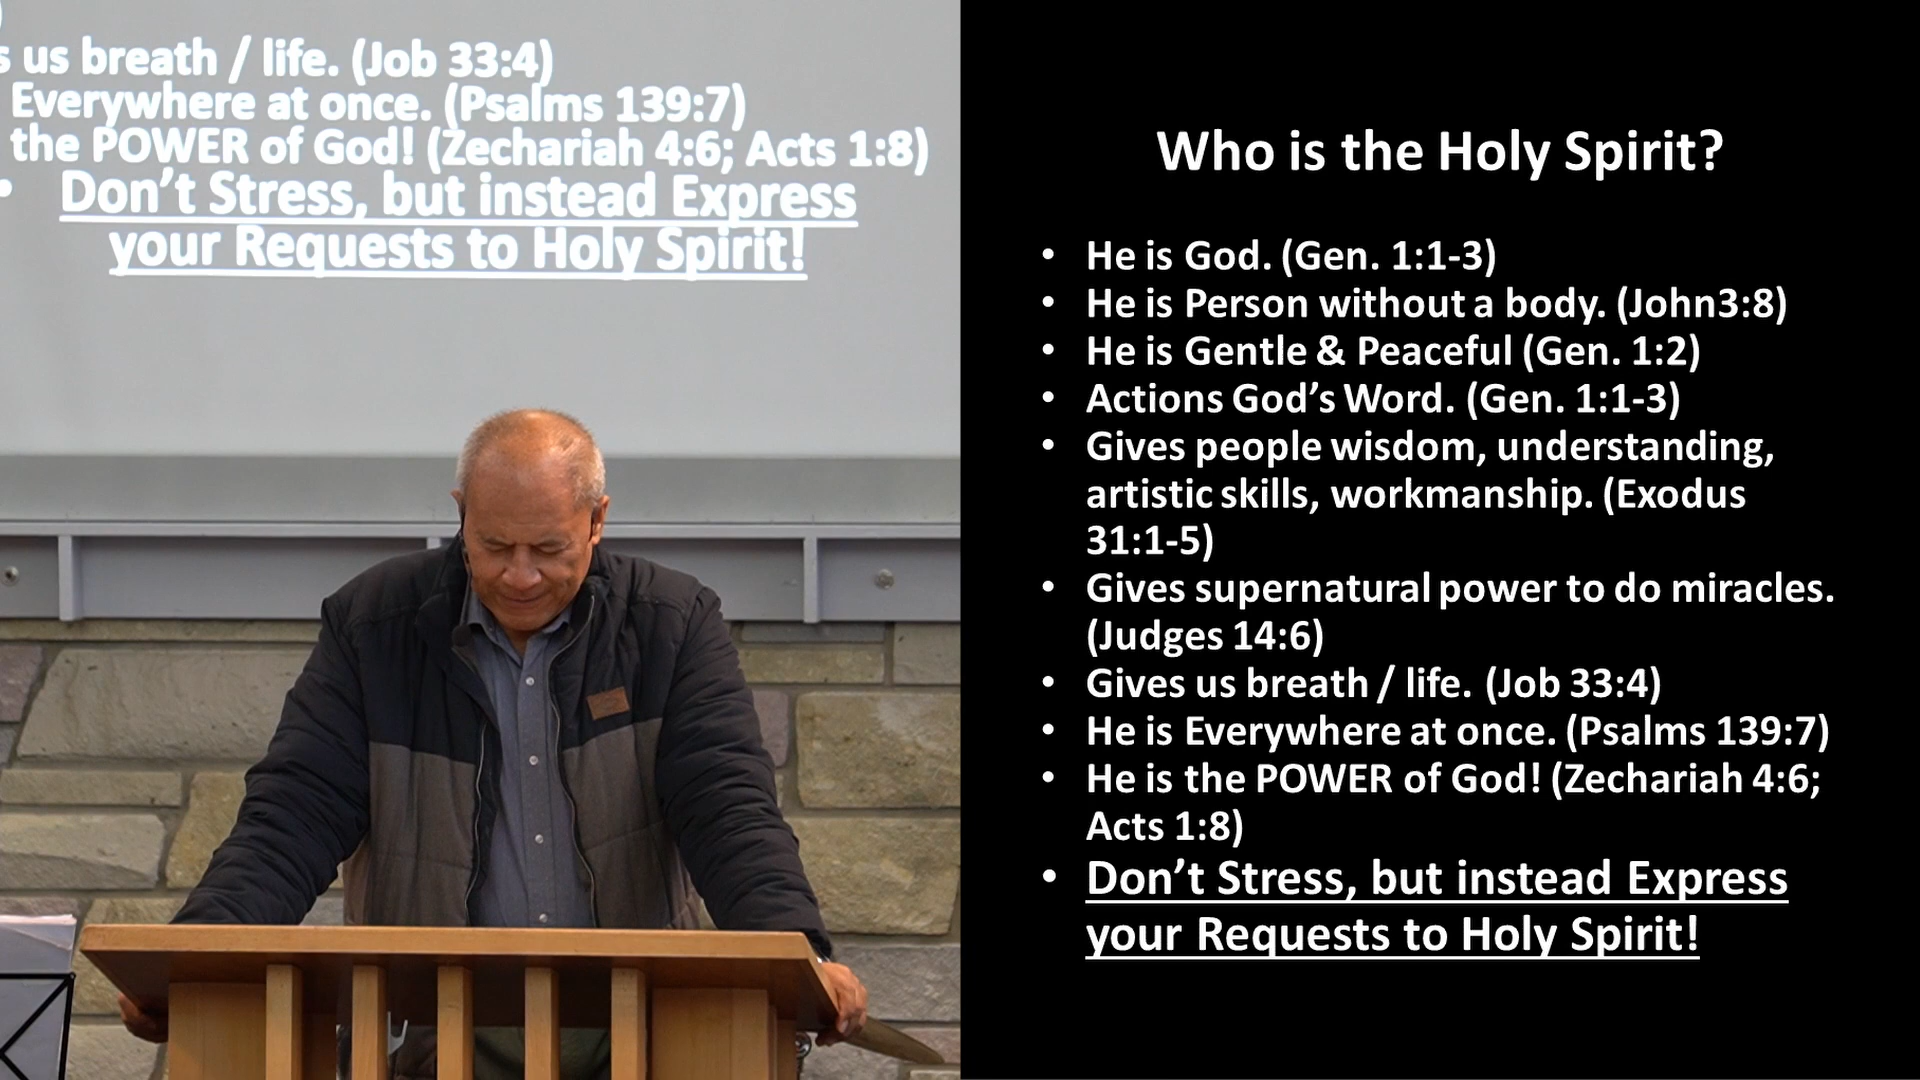 s us breath / life. (Job 33:4)
Everywhere at once. (Psalms 139:7)
the POWER of God! (Zechariah 4:6; Acts 1:8)
• Don’t Stress, but instead Express
your Requests to Holy Spirit!
Who is the Holy Spirit?
• He is God. (Gen. 1:1-3)
• He is Person without a body. (John3:8)
• He is Gentle & Peaceful (Gen. 1:2)
• Actions God’s Word. (Gen. 1:1-3)
• Gives people wisdom, understanding,
artistic skills, workmanship. (Exodus
31:1-5)
• Gives supernatural power to do miracles.
(Judges 14:6)
• Gives us breath / life. (Job 33:4)
• He is Everywhere at once. (Psalms 139:7)
• He is the POWER of God! (Zechariah 4:6;
Acts 1:8)
• Don’t Stress, but instead Express
your Requests to Holy Spirit!